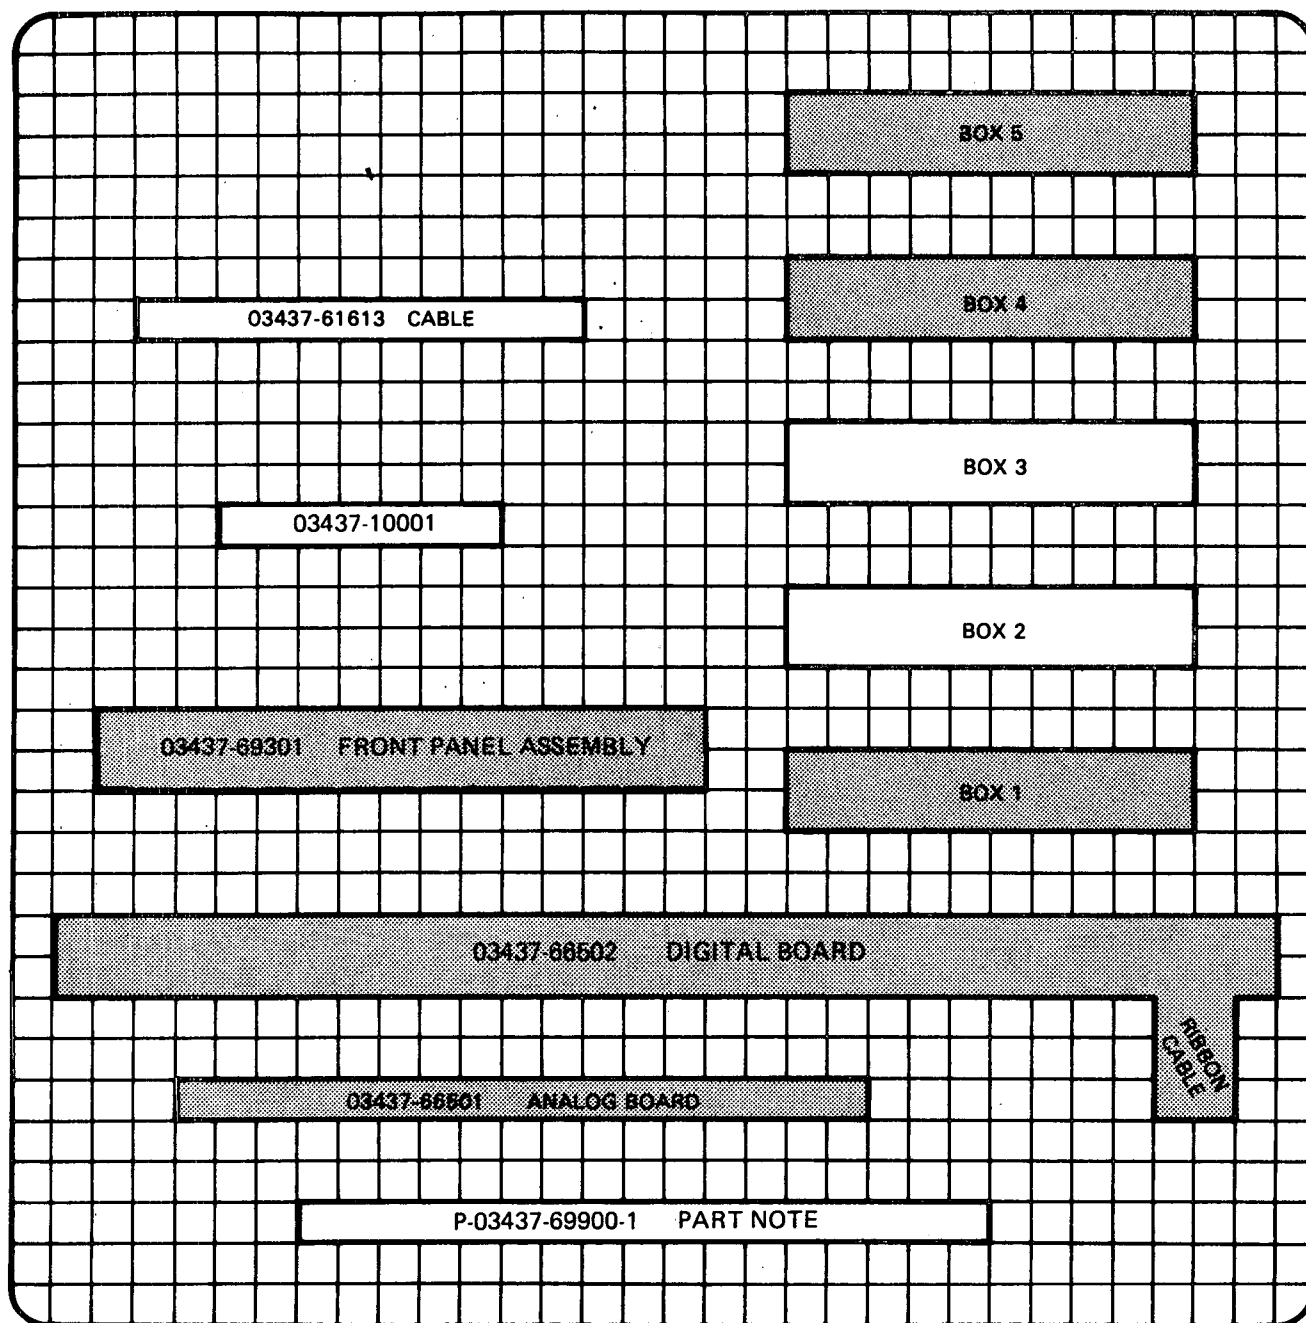 BOX 5
BOX 4
03437-61613 CABLE
BOX 3
03437-10001
BOX 2
03437-69301 FRONT PANEL ASSEMBLY
BOX 1
03437-66502 DIGITAL BOARD
RIBBON
CABLE
03437-66501 ANALOG BOARD
P-03437-69900-1 PART NOTE